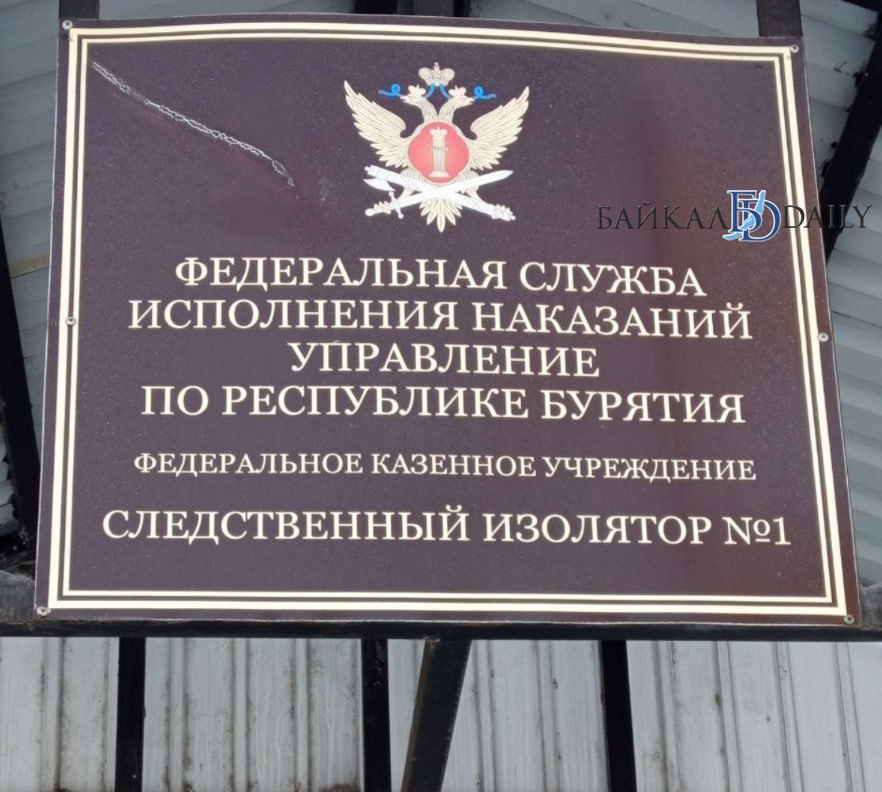 БАЙКАЛ DAILY
ФЕДЕРАЛЬНАЯ СЛУЖБА
ИСПОЛНЕНИЯ НАКАЗАНИЙ
УПРАВЛЕНИЕ
ПО РЕСПУБЛИКЕ БУРЯТИЯ
ФЕДЕРАЛЬНОЕ КАЗЕННОЕ УЧРЕЖДЕНИЕ
СЛЕДСТВЕННЫЙ ИЗОЛЯТОР №1